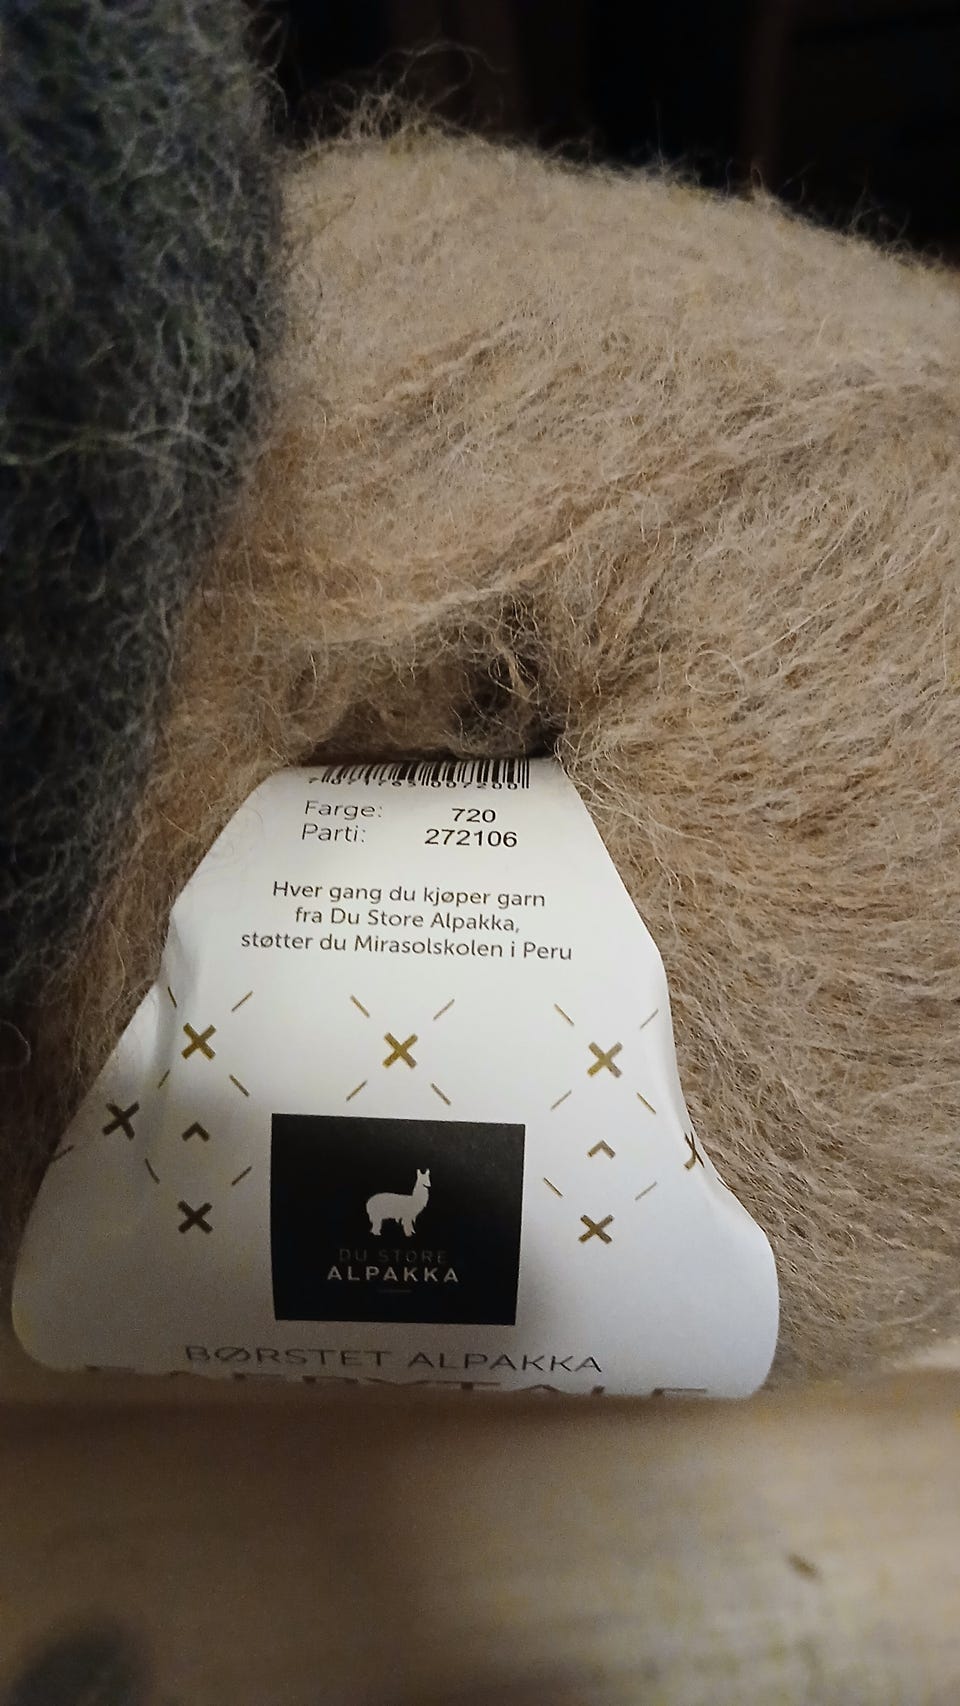 Farge: 720
Parti: 272106
Hver gang du kjøper garn
fra Du Store Alpakka,
støtter du Mirasolskolen i Peru
DU STORE
ALPAKKA
BØRSTET ALPAKKA